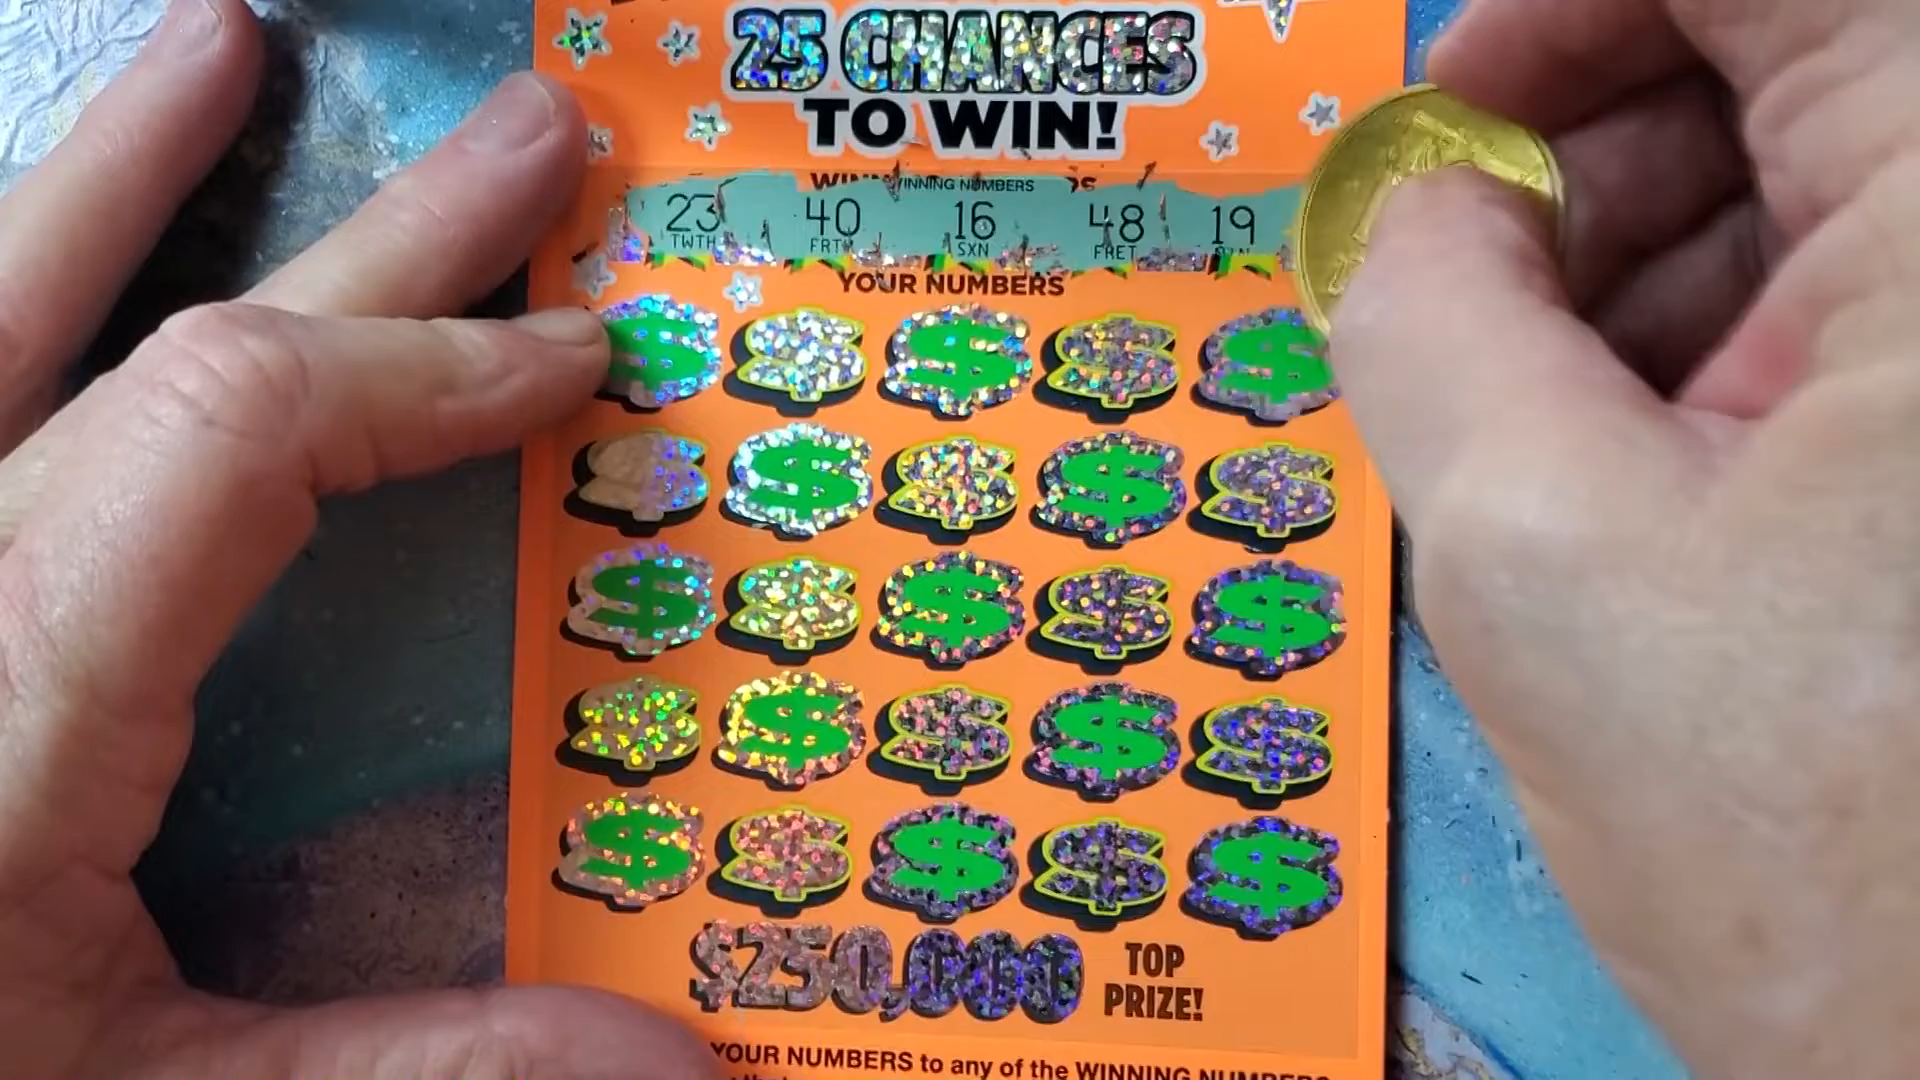 25 CHANCES
TO WIN!
WINNING NUMBERS
23 40 16 48 19
TWTH FRTY SXN FRET
YOUR NUMBERS
$ $ $ $ $
$ $ $ $ $
$ $ $ $ $
$ $ $ $ $
$ $ $ $ $
$250,000 TOP
PRIZE!
YOUR NUMBERS to any of the WINNING NUMBERS